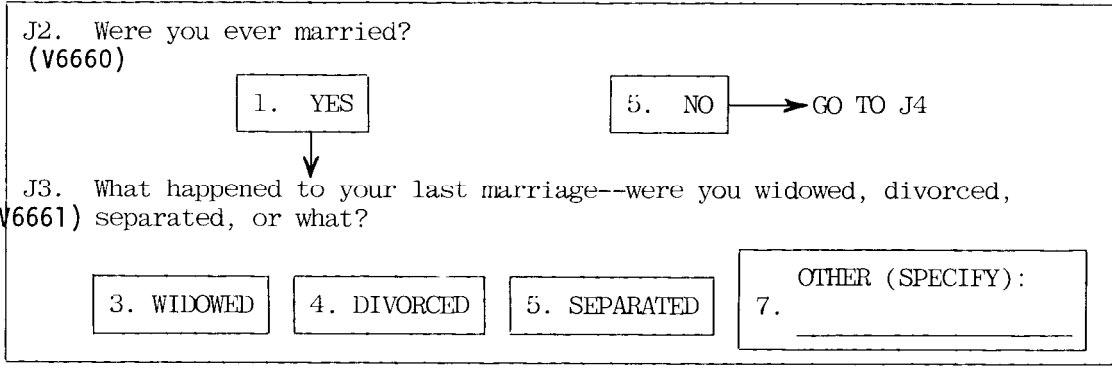 J2. Were you ever married?
(V6660)
1. YES
5. NO GO TO J4
J3. What happened to your last marriage--were you widowed, divorced,
V6661) separated, or what?
3. WIDOWED 4. DIVORCED 5. SEPARATED
OTHER (SPECIFY):
7.